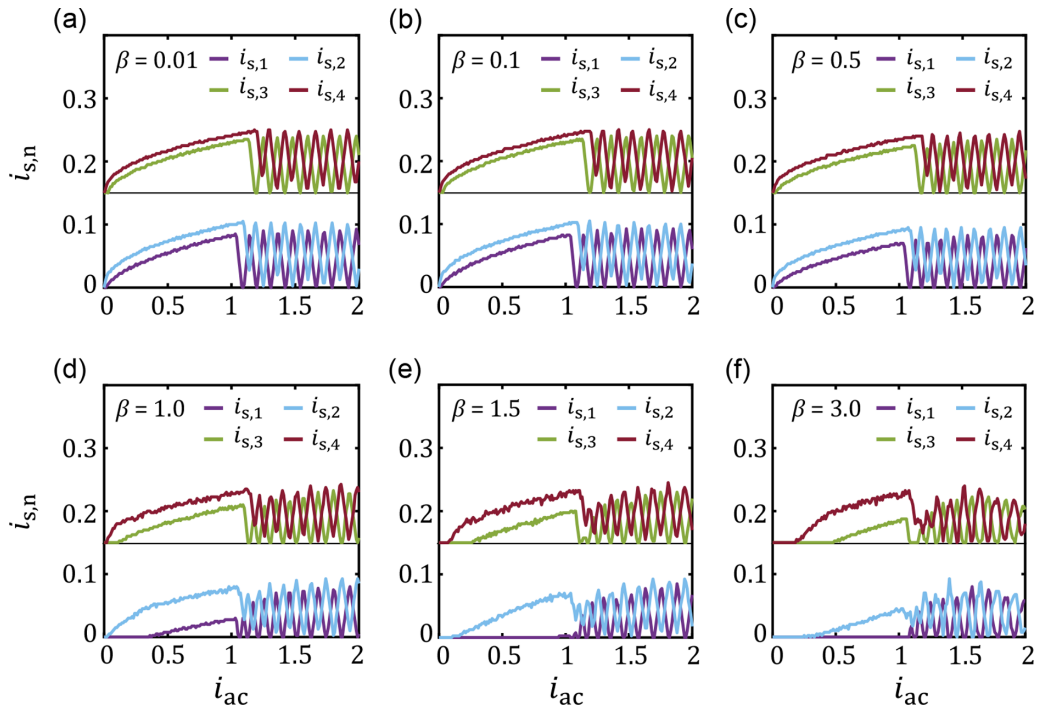 (a) (b) (c)
β = 0.01 i_s,1 i_s,2 β = 0.1 i_s,1 i_s,2 β = 0.5 i_s,1 i_s,2
i_s,3 i_s,4 i_s,3 i_s,4 i_s,3 i_s,4
0.3 0.3 0.3
i_s,n 0.2 0.2 0.2
0.1 0.1 0.1
0 0 0
0 0.5 1 1.5 2 0 0.5 1 1.5 2 0 0.5 1 1.5 2
(d) (e) (f)
β = 1.0 i_s,1 i_s,2 β = 1.5 i_s,1 i_s,2 β = 3.0 i_s,1 i_s,2
i_s,3 i_s,4 i_s,3 i_s,4 i_s,3 i_s,4
0.3 0.3 0.3
i_s,n 0.2 0.2 0.2
0.1 0.1 0.1
0 0 0
0 0.5 1 1.5 2 0 0.5 1 1.5 2 0 0.5 1 1.5 2
i_ac i_ac i_ac